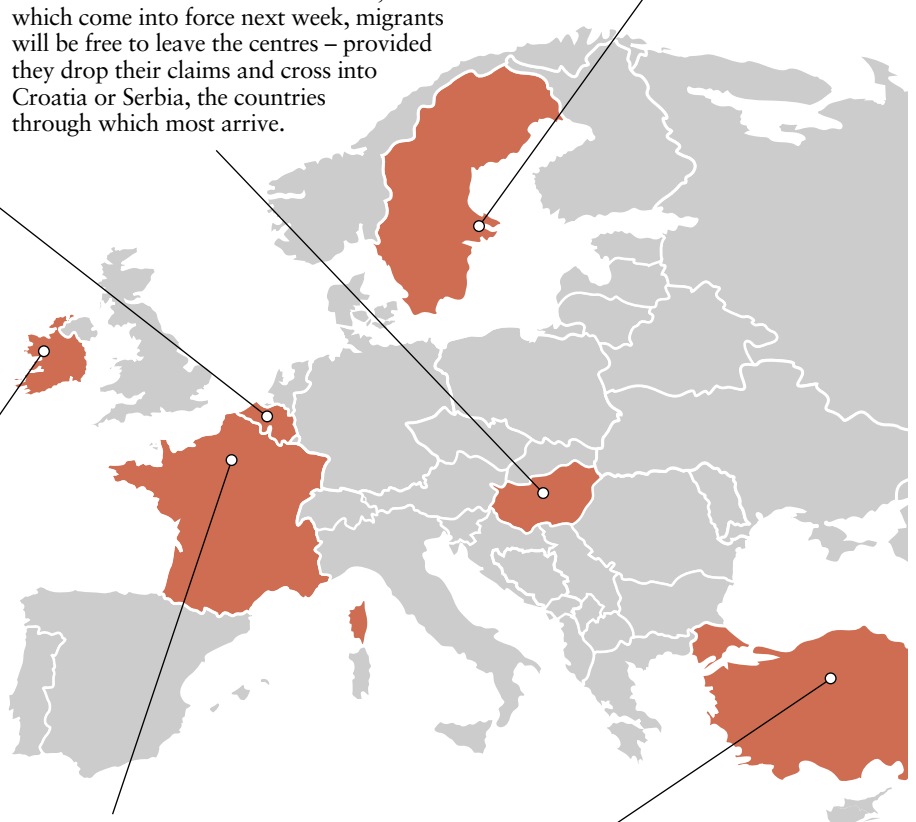 which come into force next week, migrants
will be free to leave the centres – provided
they drop their claims and cross into
Croatia or Serbia, the countries
through which most arrive.